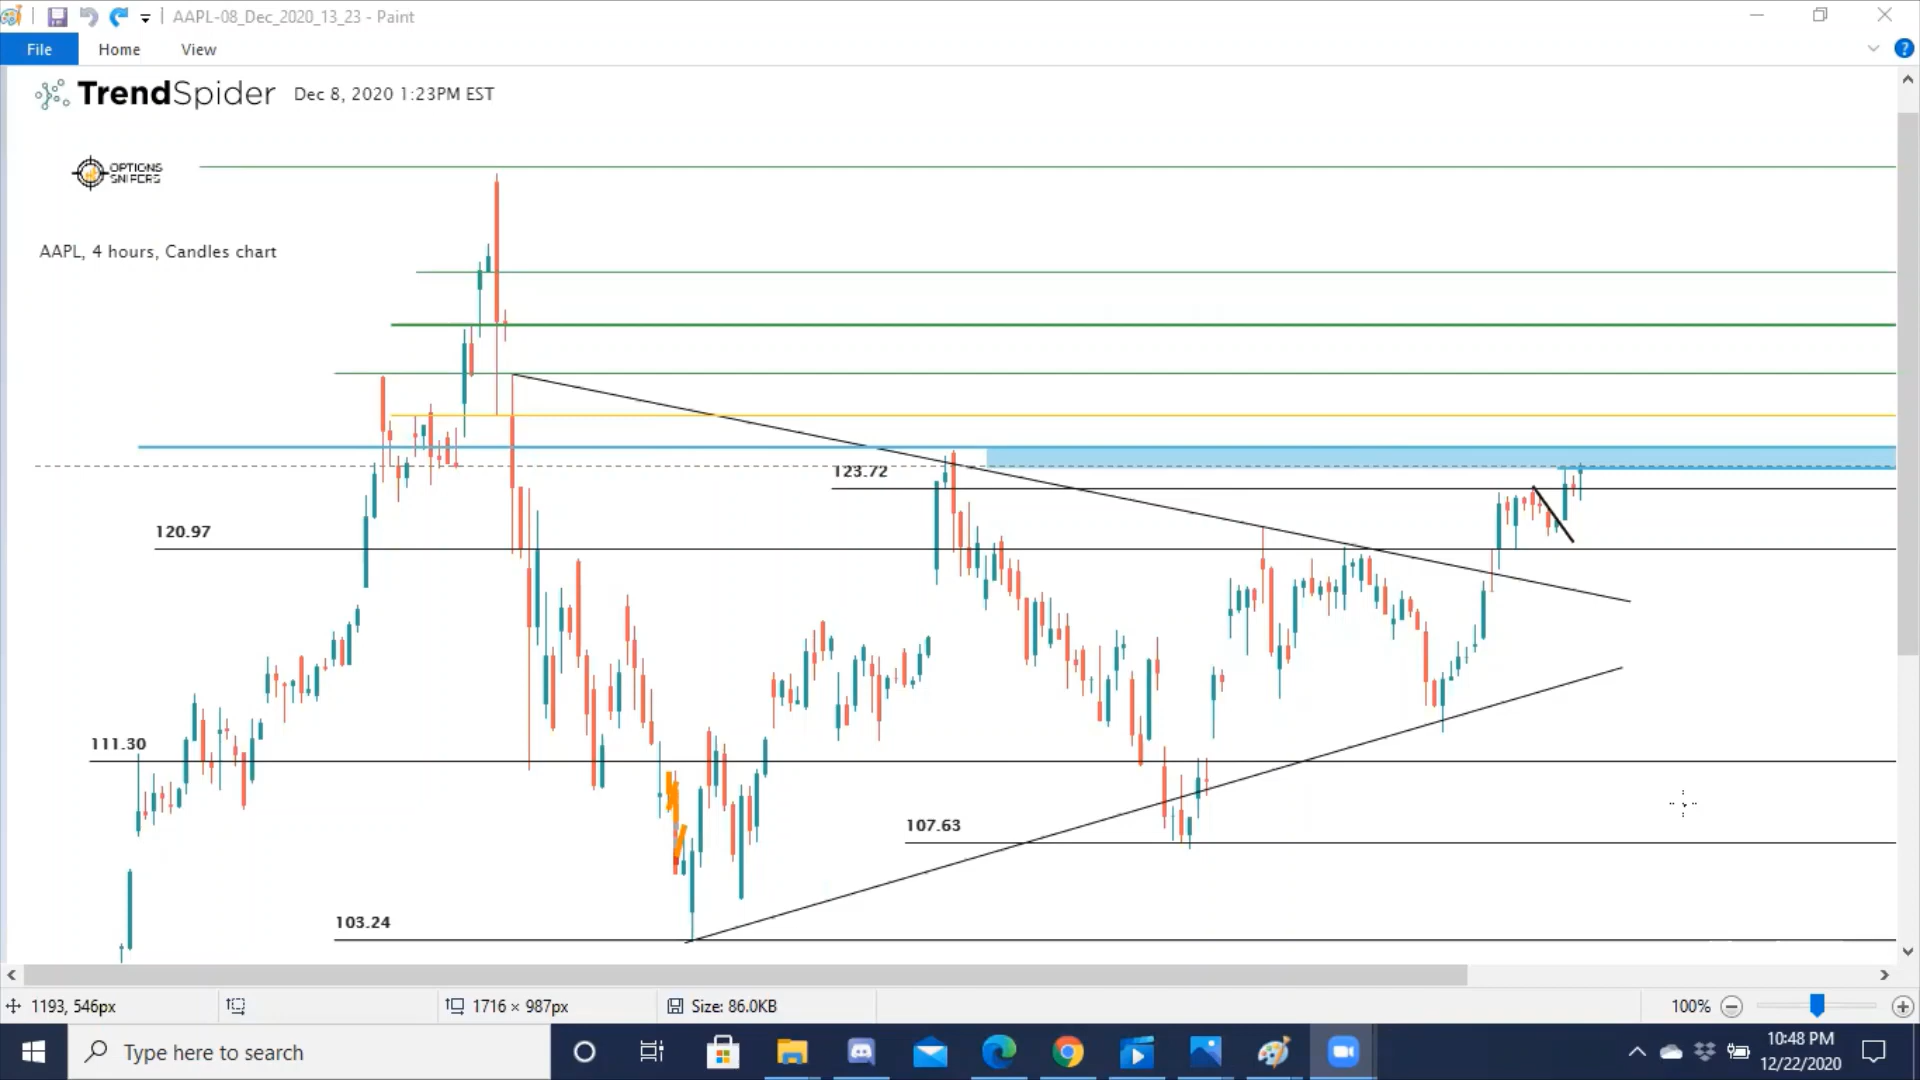 AAPL-08_Dec_2020_13_23 - Paint
File Home View
TrendSpider Dec 8, 2020 1:23PM EST
OPTIONS
SNIPERS
AAPL, 4 hours, Candles chart
123.72
120.97
111.30
107.63
103.24
1193, 546px 1716 × 987px Size: 86.0KB 100%
Type here to search
10:48 PM
12/22/2020